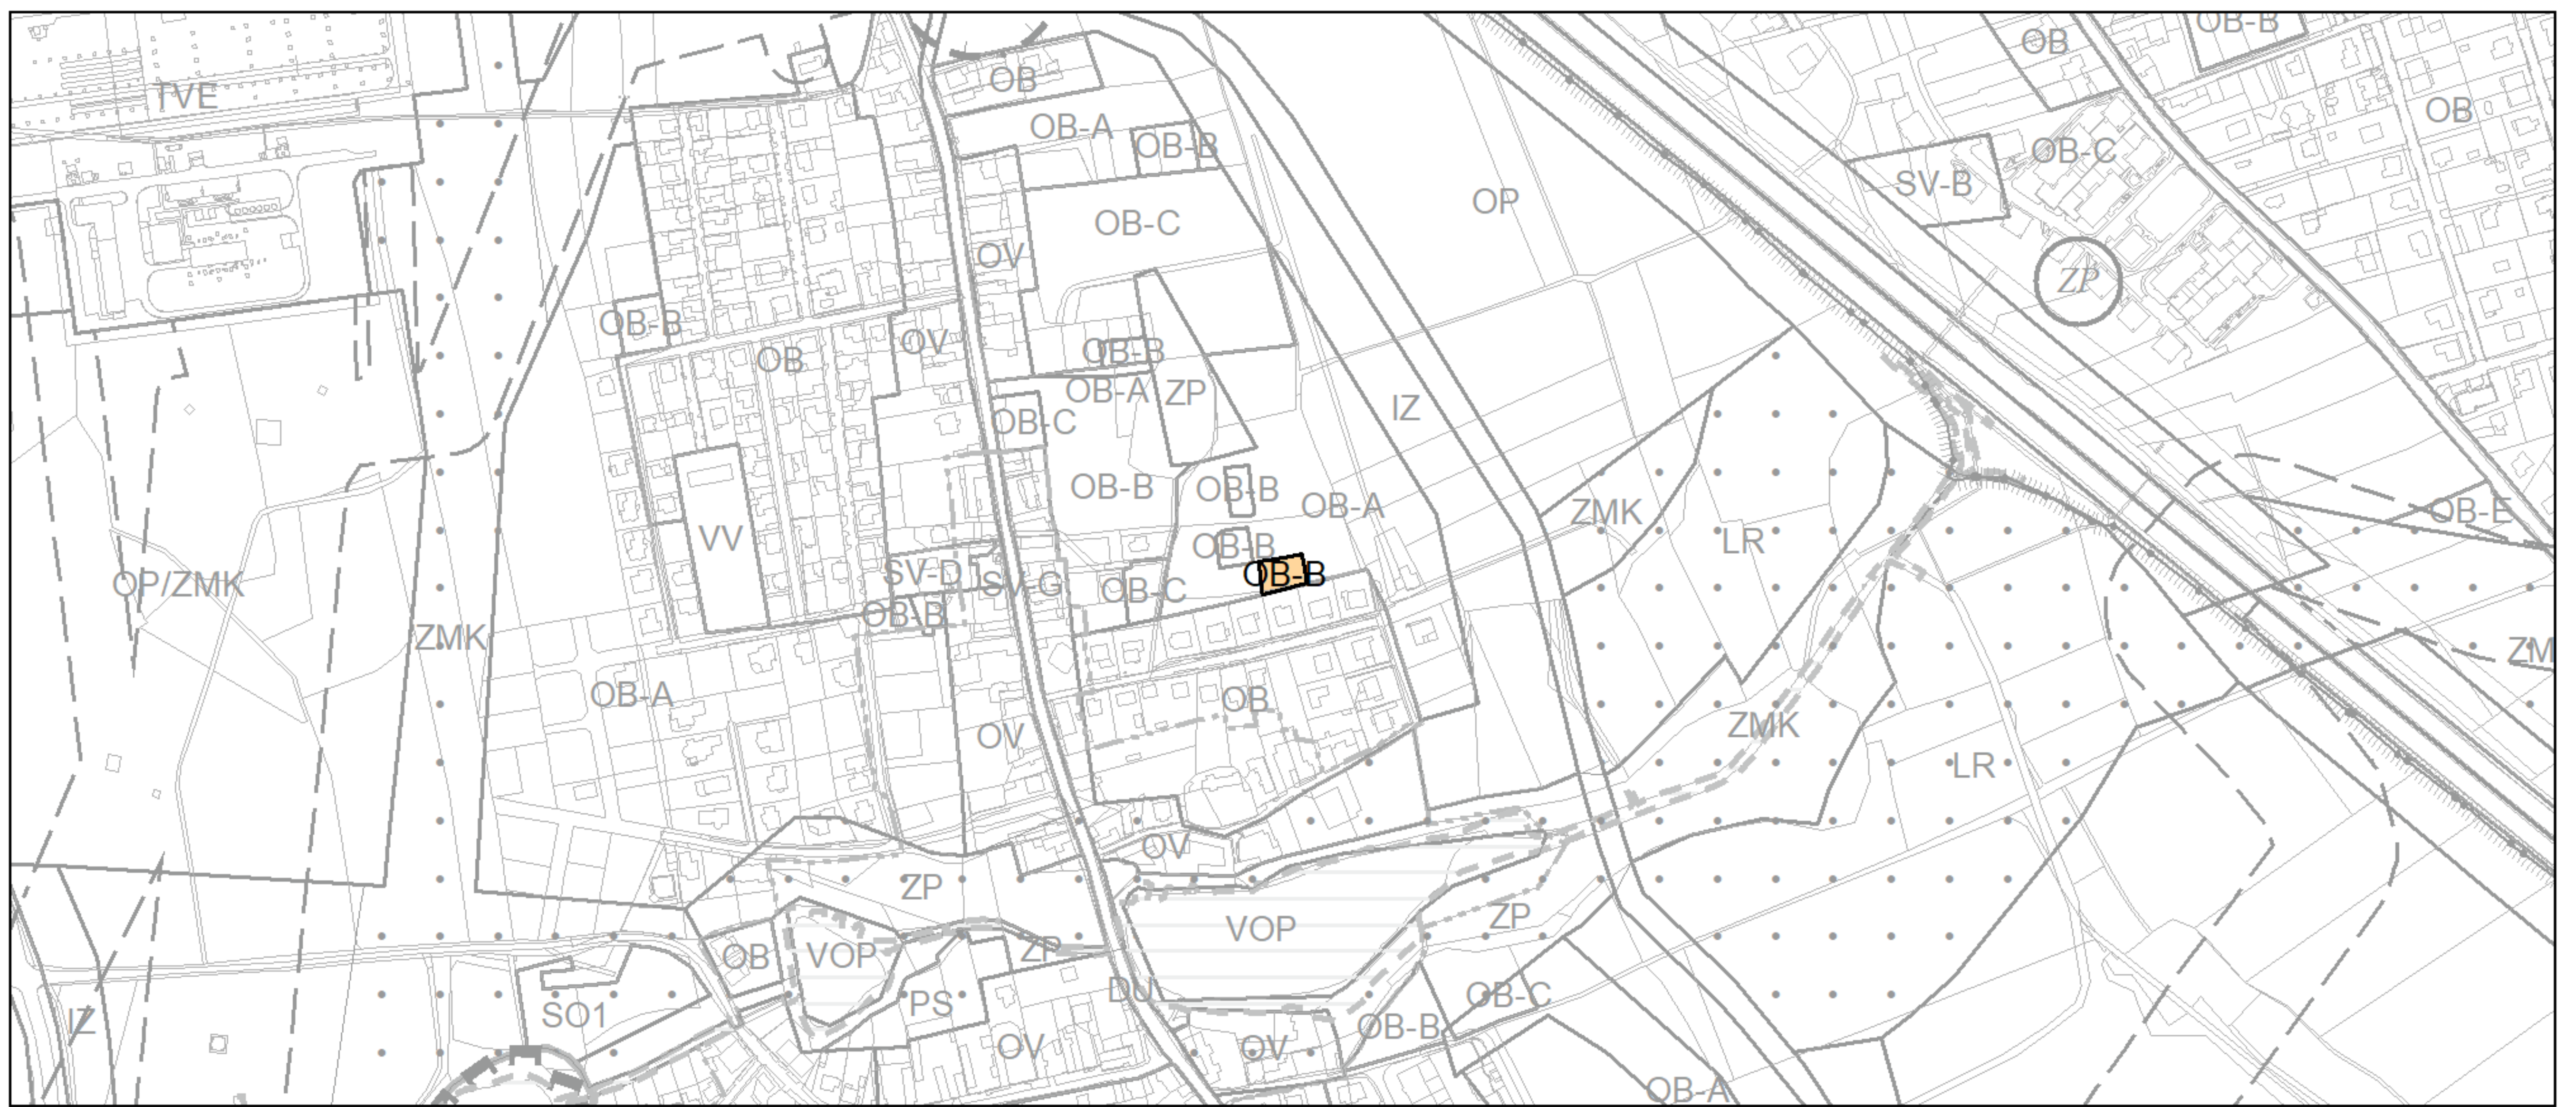 OB-B
OB
OB
OB
TVE
OB-A
OB-B
OB-C
SV-B
OP
OB-C
OV
ZP
OB-B
OV
OB-B
OB
OB-A
ZP
IZ
OB-C
OB-B
OB-B
OB-A
ZMK
OB-E
VV
LR
OB-B
OP/ZMK
SV-D
SV-G
OB-C
OB-B
OB-B
ZMK
ZM
OB-A
OB
OV
ZMK
LR
OV
ZP
VOP
ZP
OB
VOP
ZP
DU
OB-C
PS
SO1
IZ
OV
OV
OB-B
OB-A